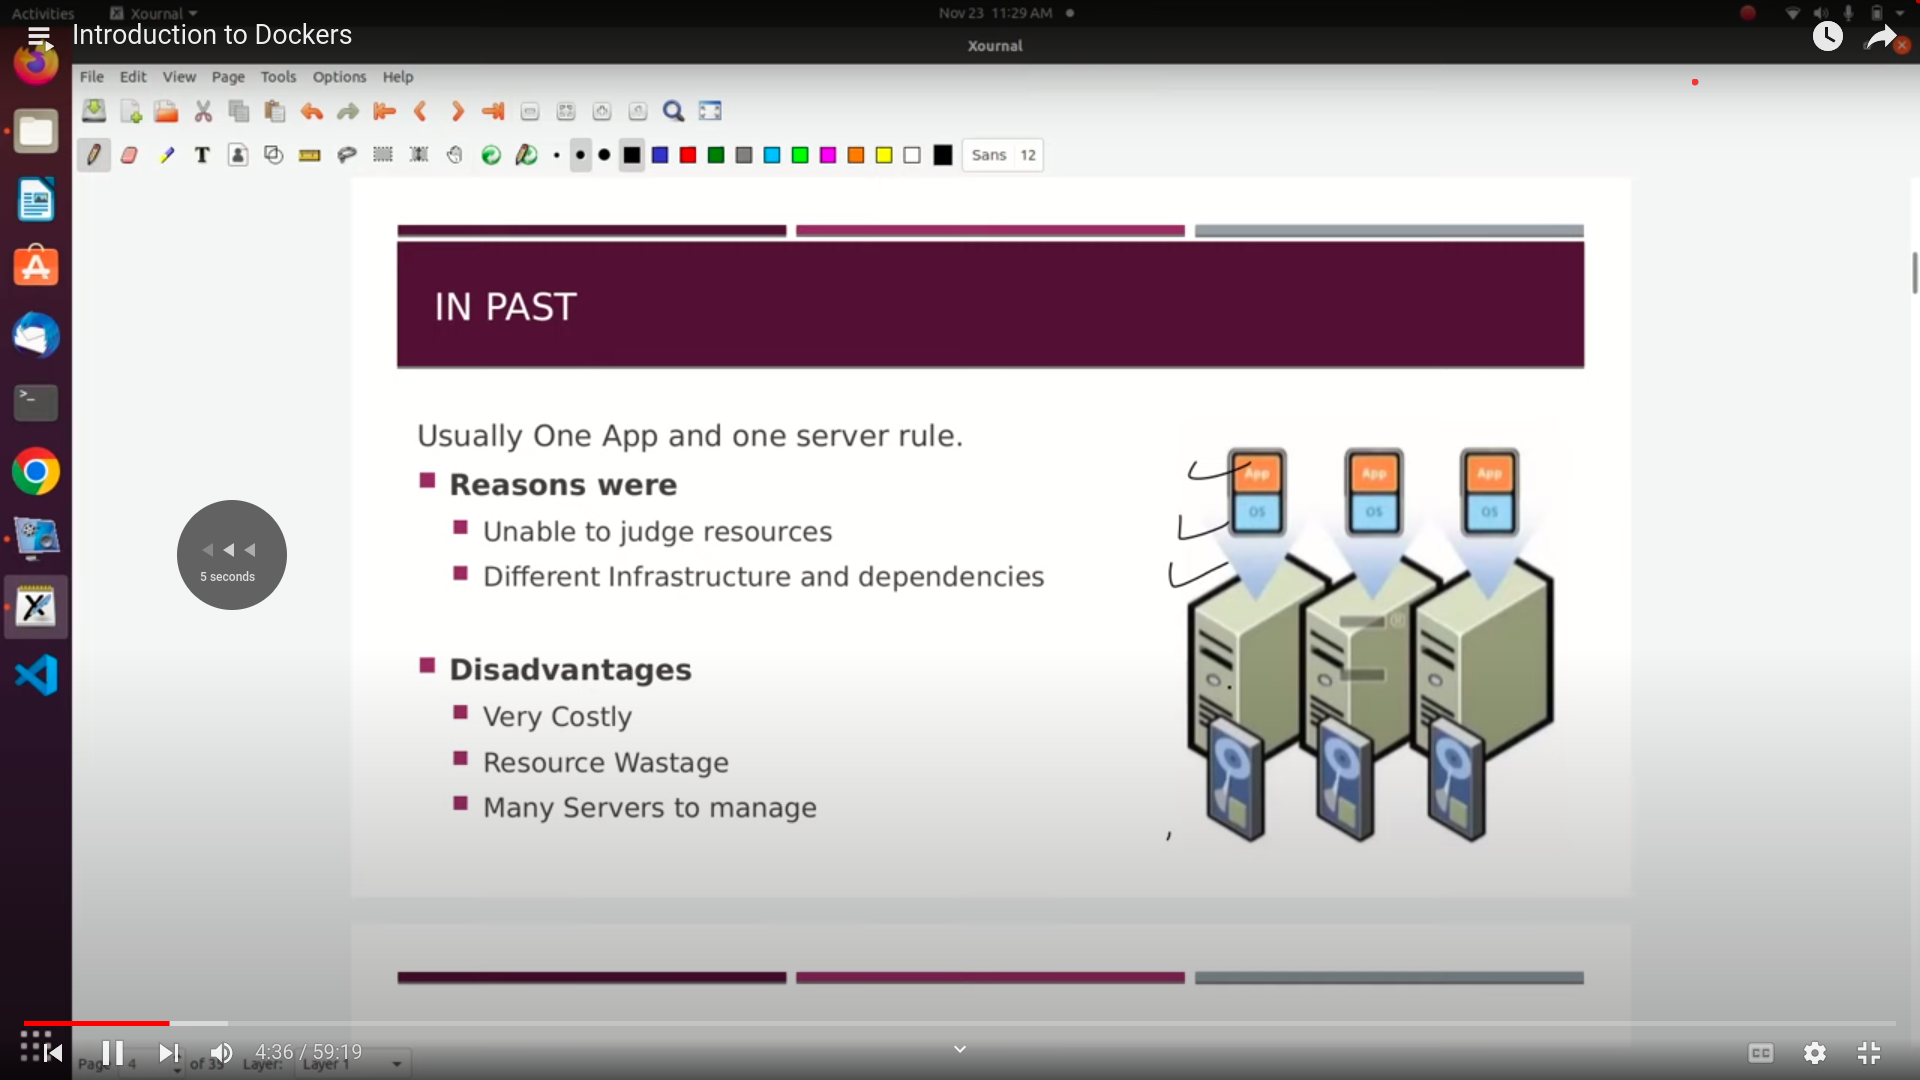 Activities Xournal Nov 23 11:29 AM
Introduction to Dockers
Xournal
File Edit View Page Tools Options Help
T Sans 12
IN PAST
Usually One App and one server rule.
Reasons were
Unable to judge resources
Different Infrastructure and dependencies
Disadvantages
Very Costly
Resource Wastage
Many Servers to manage
App App App
OS OS OS
5 seconds
4:36 / 59:19 CC
Page 4 of 35 Layer: Layer 1